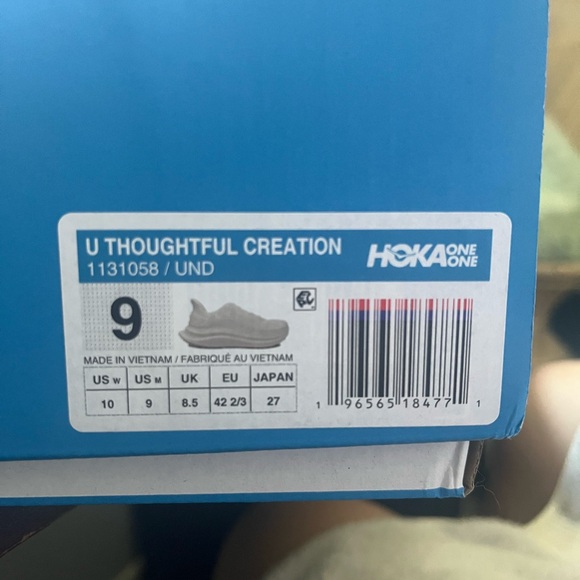 U THOUGHTFUL CREATION
1131058 / UND
HOKA ONE ONE
9
MADE IN VIETNAM / FABRIQUÉ AU VIETNAM
US W US M UK EU JAPAN
10 9 8.5 42 2/3 27
1 96565 18477 1